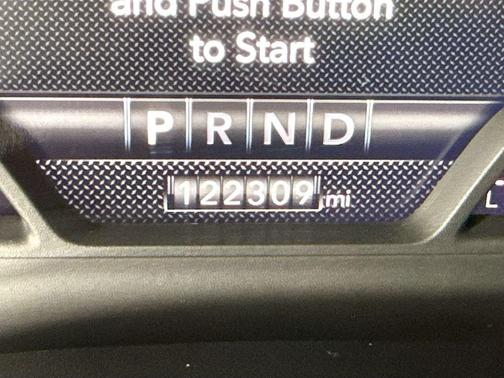 and Push Button
to Start
P R N D
122309 mi
L